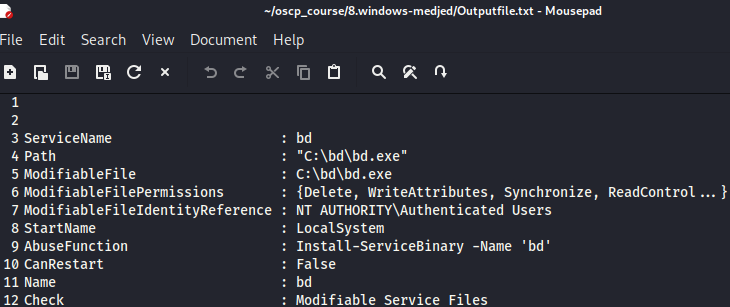 ~/oscp_course/8.windows-medjed/Outputfile.txt - Mousepad
File Edit Search View Document Help
1
2
3 ServiceName : bd
4 Path : "C:\bd\bd.exe"
5 ModifiableFile : C:\bd\bd.exe
6 ModifiableFilePermissions : {Delete, WriteAttributes, Synchronize, ReadControl...}
7 ModifiableFileIdentityReference : NT AUTHORITY\Authenticated Users
8 StartName : LocalSystem
9 AbuseFunction : Install-ServiceBinary -Name 'bd'
10 CanRestart : False
11 Name : bd
12 Check : Modifiable Service Files